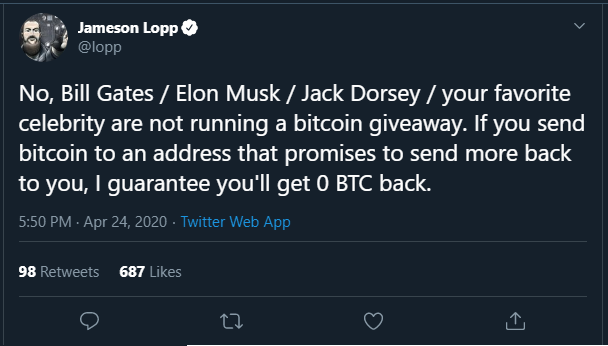 Jameson Lopp
@lopp
No, Bill Gates / Elon Musk / Jack Dorsey / your favorite
celebrity are not running a bitcoin giveaway. If you send
bitcoin to an address that promises to send more back
to you, I guarantee you'll get 0 BTC back.
5:50 PM · Apr 24, 2020 · Twitter Web App
98 Retweets 687 Likes